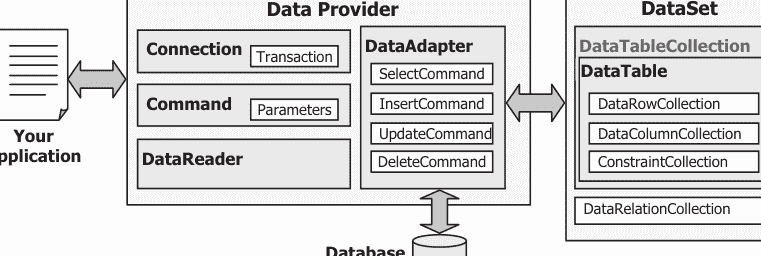 Data Provider
DataSet
Connection
Transaction
Command
Parameters
DataReader
DataAdapter
SelectCommand
InsertCommand
UpdateCommand
DeleteCommand
DataTableCollection
DataTable
DataRowCollection
DataColumnCollection
ConstraintCollection
DataRelationCollection
Your
pplication
Database